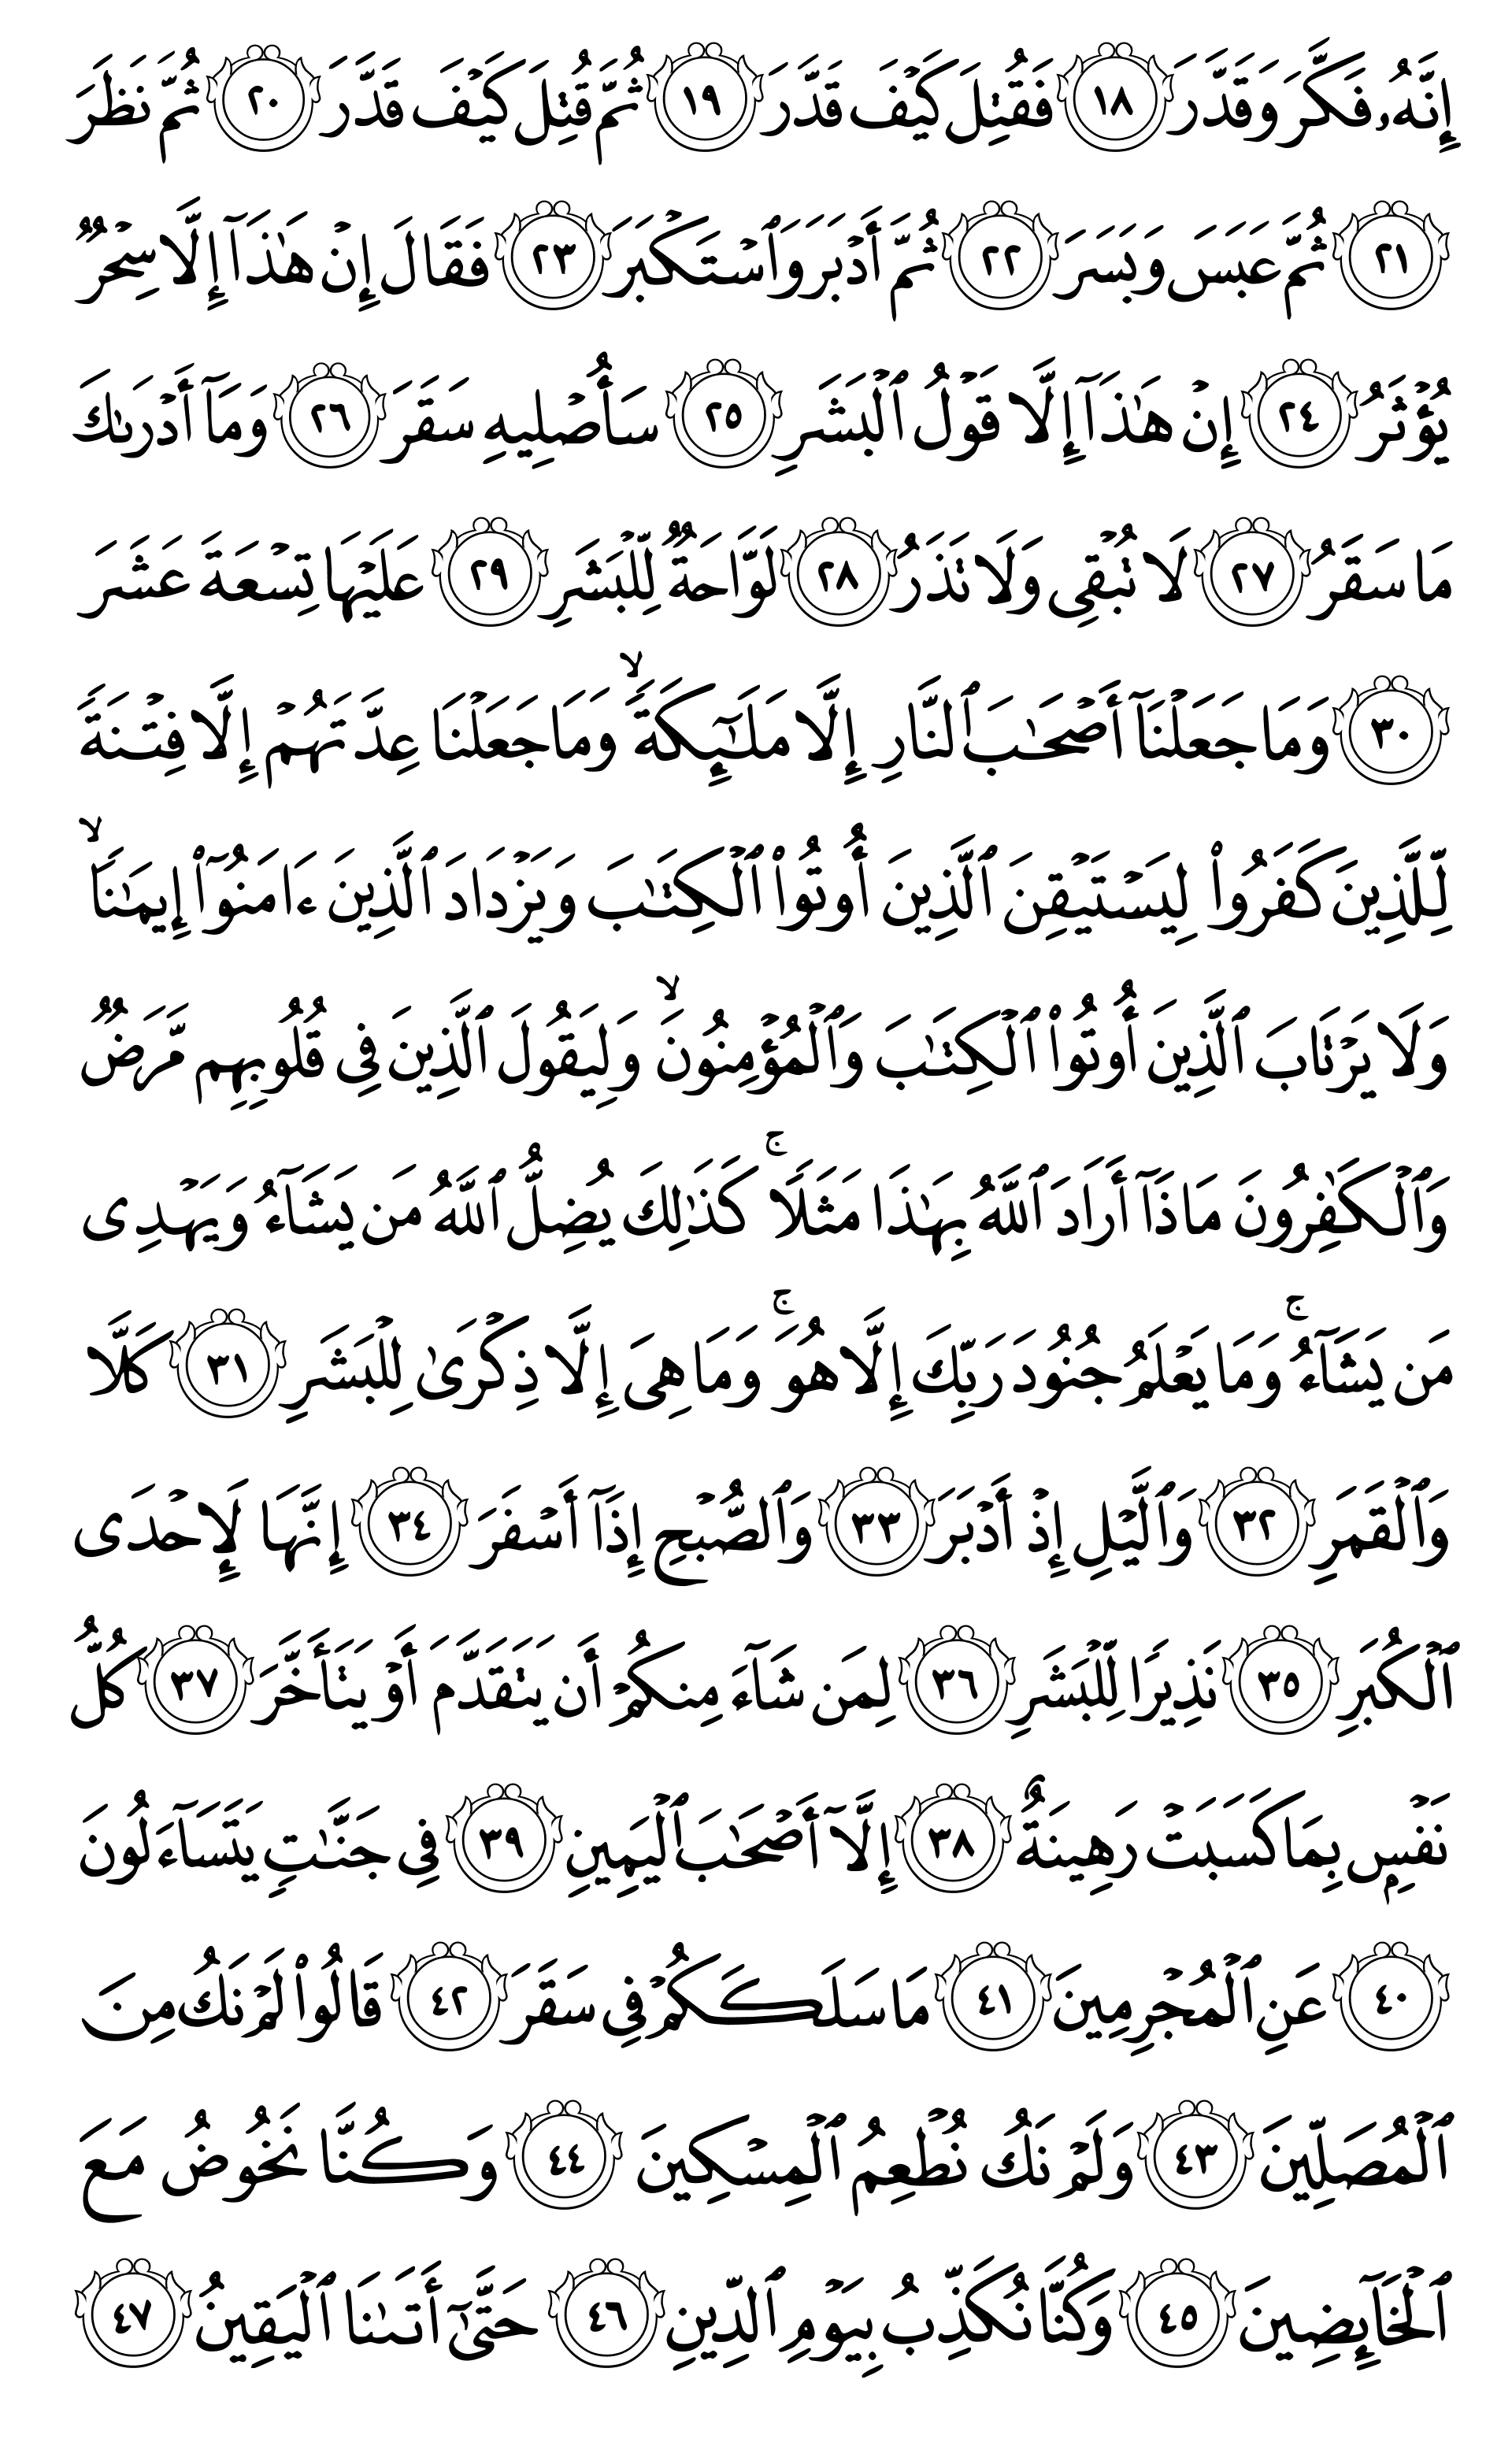 إِنَّهُۥ فَكَّرَ وَقَدَّرَ ١٨ فَقُتِلَ كَيۡفَ قَدَّرَ ١٩ ثُمَّ قُتِلَ كَيۡفَ قَدَّرَ ٢٠ ثُمَّ نَظَرَ
٢١ ثُمَّ عَبَسَ وَبَسَرَ ٢٢ ثُمَّ أَدۡبَرَ وَٱسۡتَكۡبَرَ ٢٣ فَقَالَ إِنۡ هَٰذَآ إِلَّا سِحۡرٞ
يُؤۡثَرُ ٢٤ إِنۡ هَٰذَآ إِلَّا قَوۡلُ ٱلۡبَشَرِ ٢٥ سَأُصۡلِيهِ سَقَرَ ٢٦ وَمَآ أَدۡرَىٰكَ
مَا سَقَرُ ٢٧ لَا تُبۡقِي وَلَا تَذَرُ ٢٨ لَوَّاحَةٞ لِّلۡبَشَرِ ٢٩ عَلَيۡهَا تِسۡعَةَ عَشَرَ
٣٠ وَمَا جَعَلۡنَآ أَصۡحَٰبَ ٱلنَّارِ إِلَّا مَلَٰٓئِكَةٗۙ وَمَا جَعَلۡنَا عِدَّتَهُمۡ إِلَّا فِتۡنَةٗ
لِّلَّذِينَ كَفَرُواْ لِيَسۡتَيۡقِنَ ٱلَّذِينَ أُوتُواْ ٱلۡكِتَٰبَ وَيَزۡدَادَ ٱلَّذِينَ ءَامَنُوٓاْ إِيمَٰنٗاۙ
وَلَا يَرۡتَابَ ٱلَّذِينَ أُوتُواْ ٱلۡكِتَٰبَ وَٱلۡمُؤۡمِنُونَۙ وَلِيَقُولَ ٱلَّذِينَ فِي قُلُوبِهِم مَّرَضٞ
وَٱلۡكَٰفِرُونَ مَاذَآ أَرَادَ ٱللَّهُ بِهَٰذَا مَثَلٗاۚ كَذَٰلِكَ يُضِلُّ ٱللَّهُ مَن يَشَآءُ وَيَهۡدِي
مَن يَشَآءُۚ وَمَا يَعۡلَمُ جُنُودَ رَبِّكَ إِلَّا هُوَۚ وَمَا هِيَ إِلَّا ذِكۡرَىٰ لِلۡبَشَرِ ٣١ كَلَّا
وَٱلۡقَمَرِ ٣٢ وَٱلَّيۡلِ إِذۡ أَدۡبَرَ ٣٣ وَٱلصُّبۡحِ إِذَآ أَسۡفَرَ ٣٤ إِنَّهَا لَإِحۡدَى
ٱلۡكُبَرِ ٣٥ نَذِيرٗا لِّلۡبَشَرِ ٣٦ لِمَن شَآءَ مِنكُمۡ أَن يَتَقَدَّمَ أَوۡ يَتَأَخَّرَ ٣٧ كُلُّ
نَفۡسِۭ بِمَا كَسَبَتۡ رَهِينَةٌ ٣٨ إِلَّآ أَصۡحَٰبَ ٱلۡيَمِينِ ٣٩ فِي جَنَّٰتٖ يَتَسَآءَلُونَ
٤٠ عَنِ ٱلۡمُجۡرِمِينَ ٤١ مَا سَلَكَكُمۡ فِي سَقَرَ ٤٢ قَالُواْ لَمۡ نَكُ مِنَ
ٱلۡمُصَلِّينَ ٤٣ وَلَمۡ نَكُ نُطۡعِمُ ٱلۡمِسۡكِينَ ٤٤ وَكُنَّا نَخُوضُ مَعَ
ٱلۡخَآئِضِينَ ٤٥ وَكُنَّا نُكَذِّبُ بِيَوۡمِ ٱلدِّينِ ٤٦ حَتَّىٰٓ أَتَىٰنَا ٱلۡيَقِينُ ٤٧